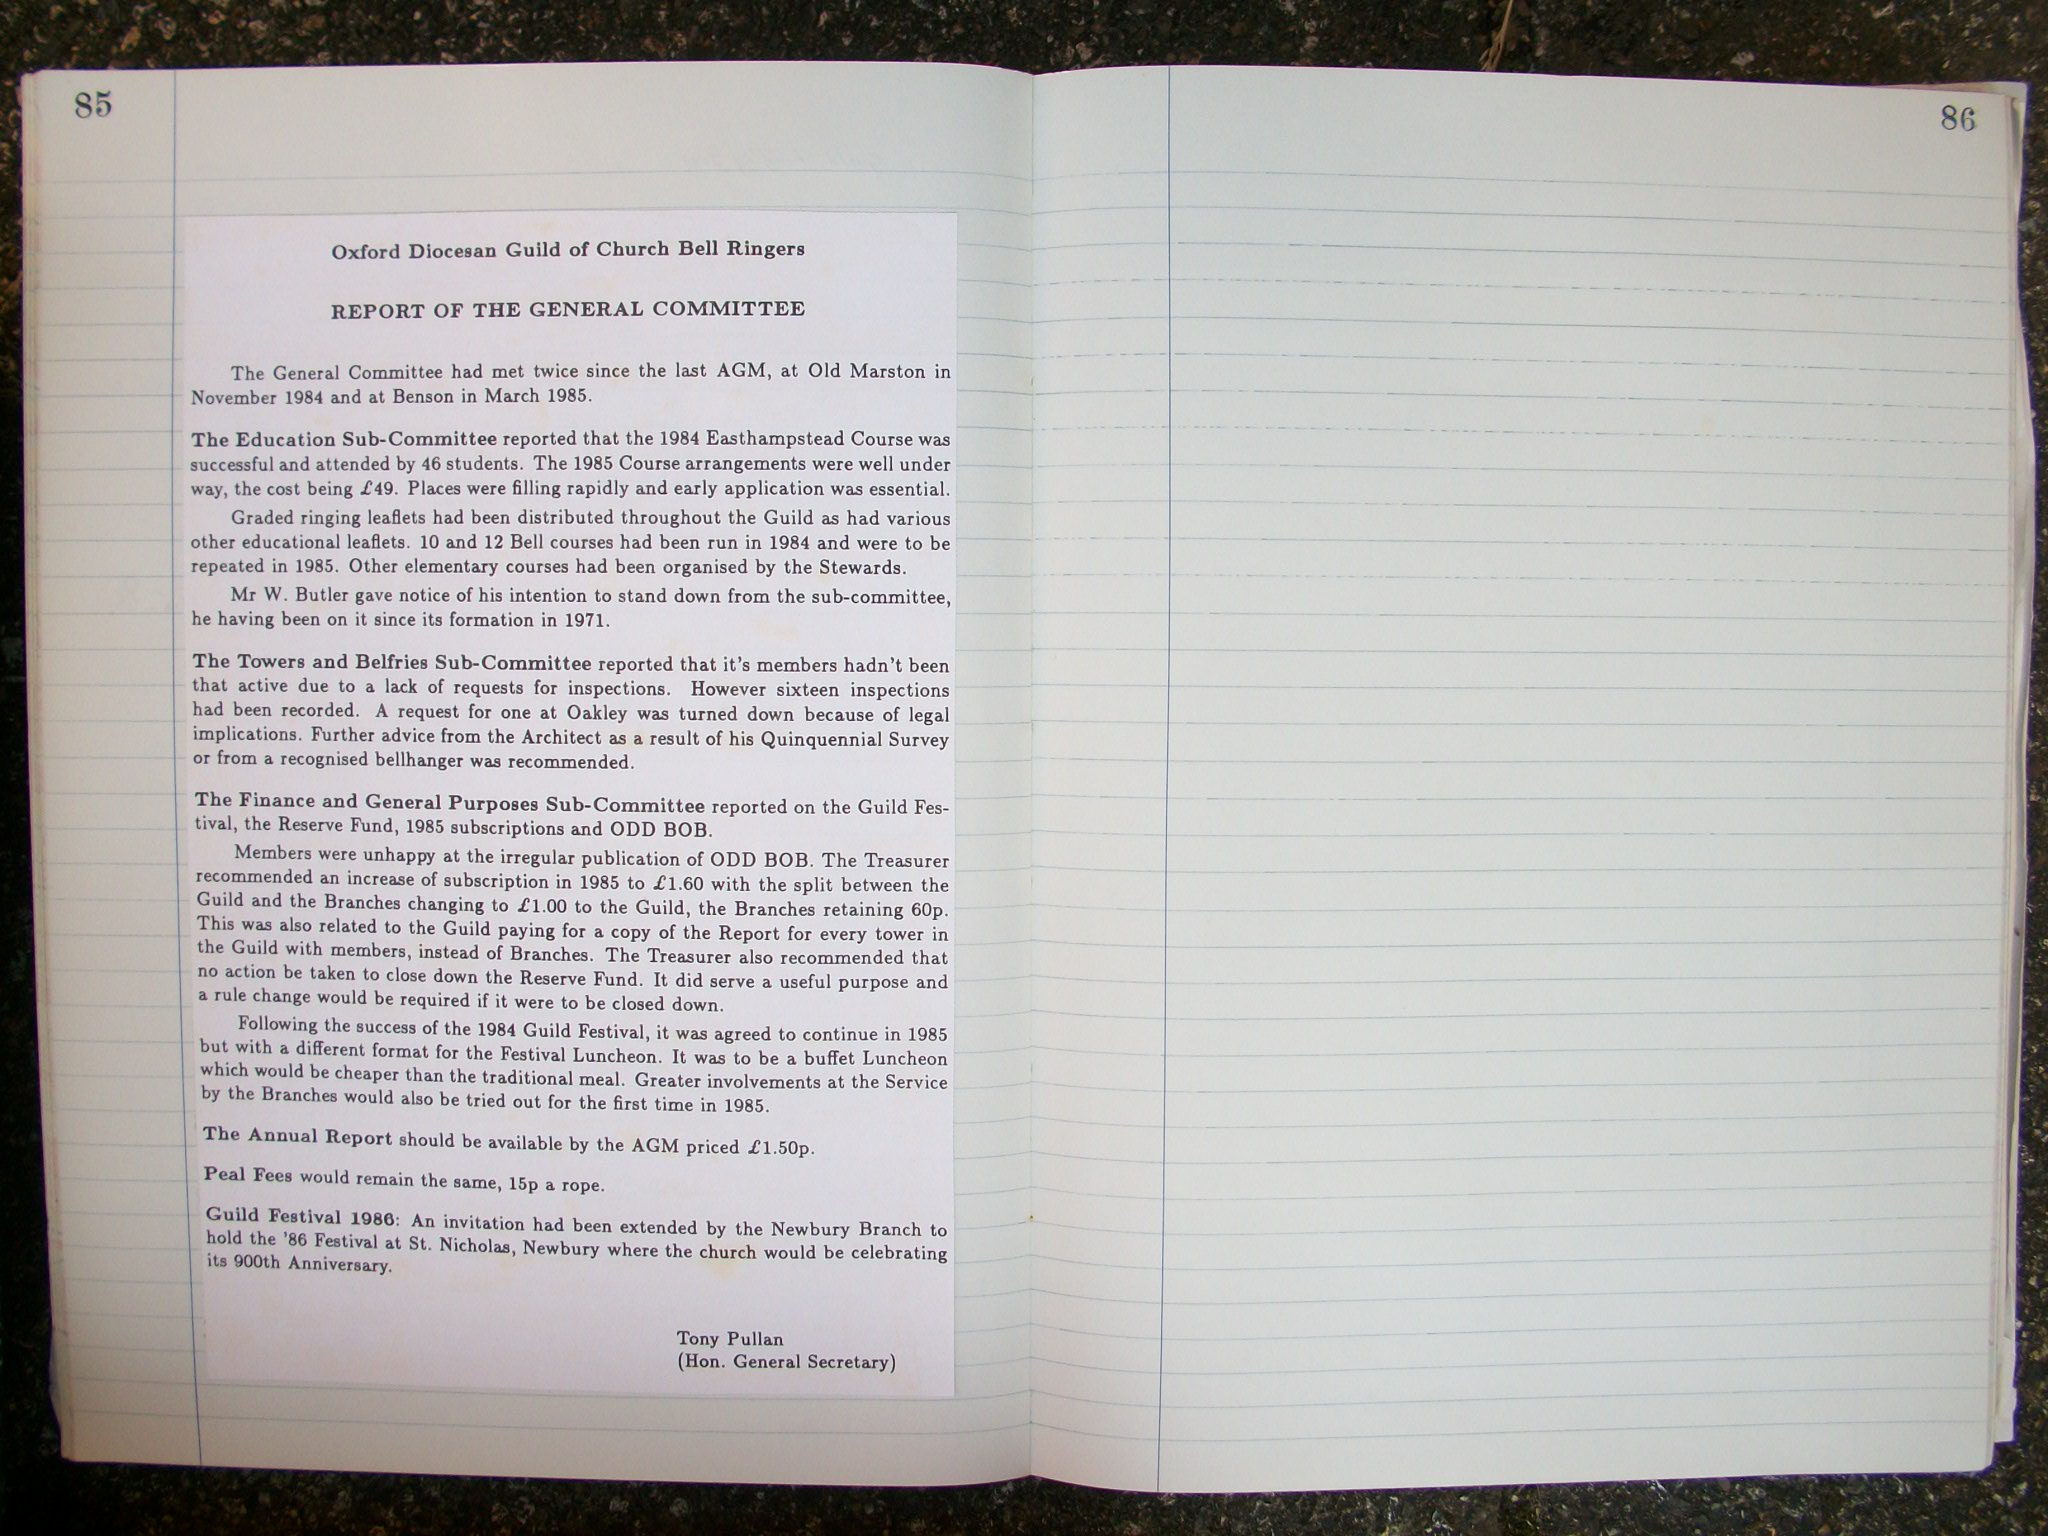 85
Oxford Diocesan Guild of Church Bell Ringers
REPORT OF THE GENERAL COMMITTEE
The General Committee had met twice since the last AGM, at Old Marston in
November 1984 and at Benson in March 1985.
The Education Sub-Committee reported that the 1984 Easthampstead Course was
successful and attended by 46 students. The 1985 Course arrangements were well under
way, the cost being £49. Places were filling rapidly and early application was essential.
Graded ringing leaflets had been distributed throughout the Guild as had various
other educational leaflets. 10 and 12 Bell courses had been run in 1984 and were to be
repeated in 1985. Other elementary courses had been organised by the Stewards.
Mr W. Butler gave notice of his intention to stand down from the sub-committee,
he having been on it since its formation in 1971.
The Towers and Belfries Sub-Committee reported that it's members hadn't been
that active due to a lack of requests for inspections. However sixteen inspections
had been recorded. A request for one at Oakley was turned down because of legal
implications. Further advice from the Architect as a result of his Quinquennial Survey
or from a recognised bellhanger was recommended.
The Finance and General Purposes Sub-Committee reported on the Guild Fes-
tival, the Reserve Fund, 1985 subscriptions and ODD BOB.
Members were unhappy at the irregular publication of ODD BOB. The Treasurer
recommended an increase of subscription in 1985 to £1.60 with the split between the
Guild and the Branches changing to £1.00 to the Guild, the Branches retaining 60p.
This was also related to the Guild paying for a copy of the Report for every tower in
the Guild with members, instead of Branches. The Treasurer also recommended that
no action be taken to close down the Reserve Fund. It did serve a useful purpose and
a rule change would be required if it were to be closed down.
Following the success of the 1984 Guild Festival, it was agreed to continue in 1985
but with a different format for the Festival Luncheon. It was to be a buffet Luncheon
which would be cheaper than the traditional meal. Greater involvements at the Service
by the Branches would also be tried out for the first time in 1985.
The Annual Report should be available by the AGM priced £1.50p.
Peal Fees would remain the same, 15p a rope.
Guild Festival 1986: An invitation had been extended by the Newbury Branch to
hold the '86 Festival at St. Nicholas, Newbury where the church would be celebrating
its 900th Anniversary.
Tony Pullan
(Hon. General Secretary)
86